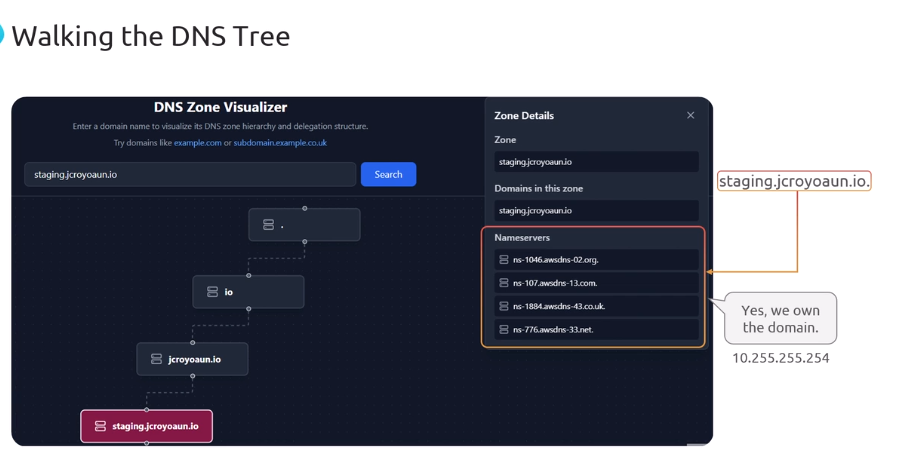 Walking the DNS Tree
DNS Zone Visualizer
Enter a domain name to visualize its DNS zone hierarchy and delegation structure.
Try domains like example.com or subdomain.example.co.uk
staging.jcroyoaun.io
Search
.
io
jcroyoaun.io
staging.jcroyoaun.io
Zone Details
Zone
staging.jcroyoaun.io
Domains in this zone
staging.jcroyoaun.io
Nameservers
ns-1046.awsdns-02.org.
ns-107.awsdns-13.com.
ns-1884.awsdns-43.co.uk.
ns-776.awsdns-33.net.
staging.jcroyoaun.io.
Yes, we own
the domain.
10.255.255.254